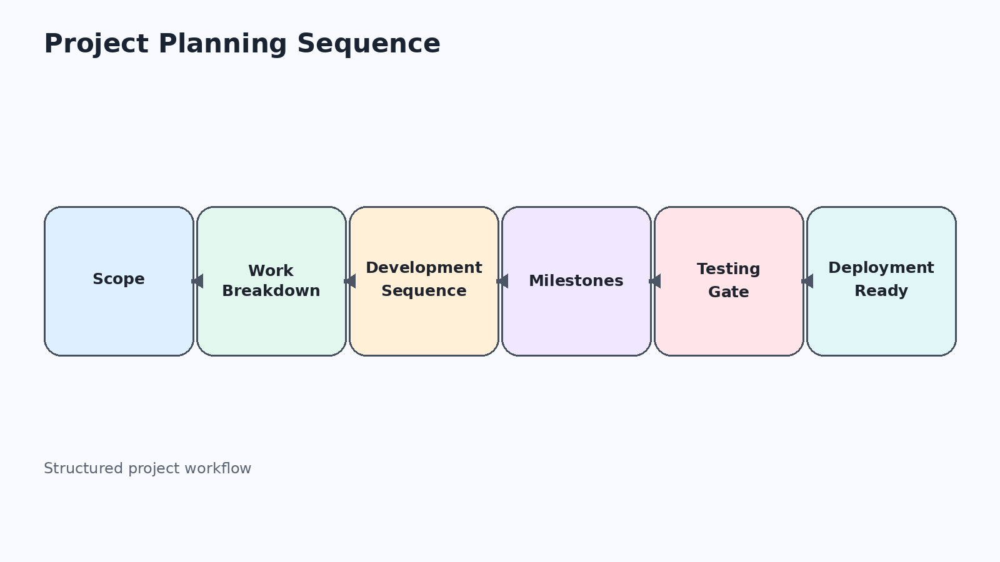 Project Planning Sequence
Scope
Work
Breakdown
Development
Sequence
Milestones
Testing
Gate
Deployment
Ready
Structured project workflow